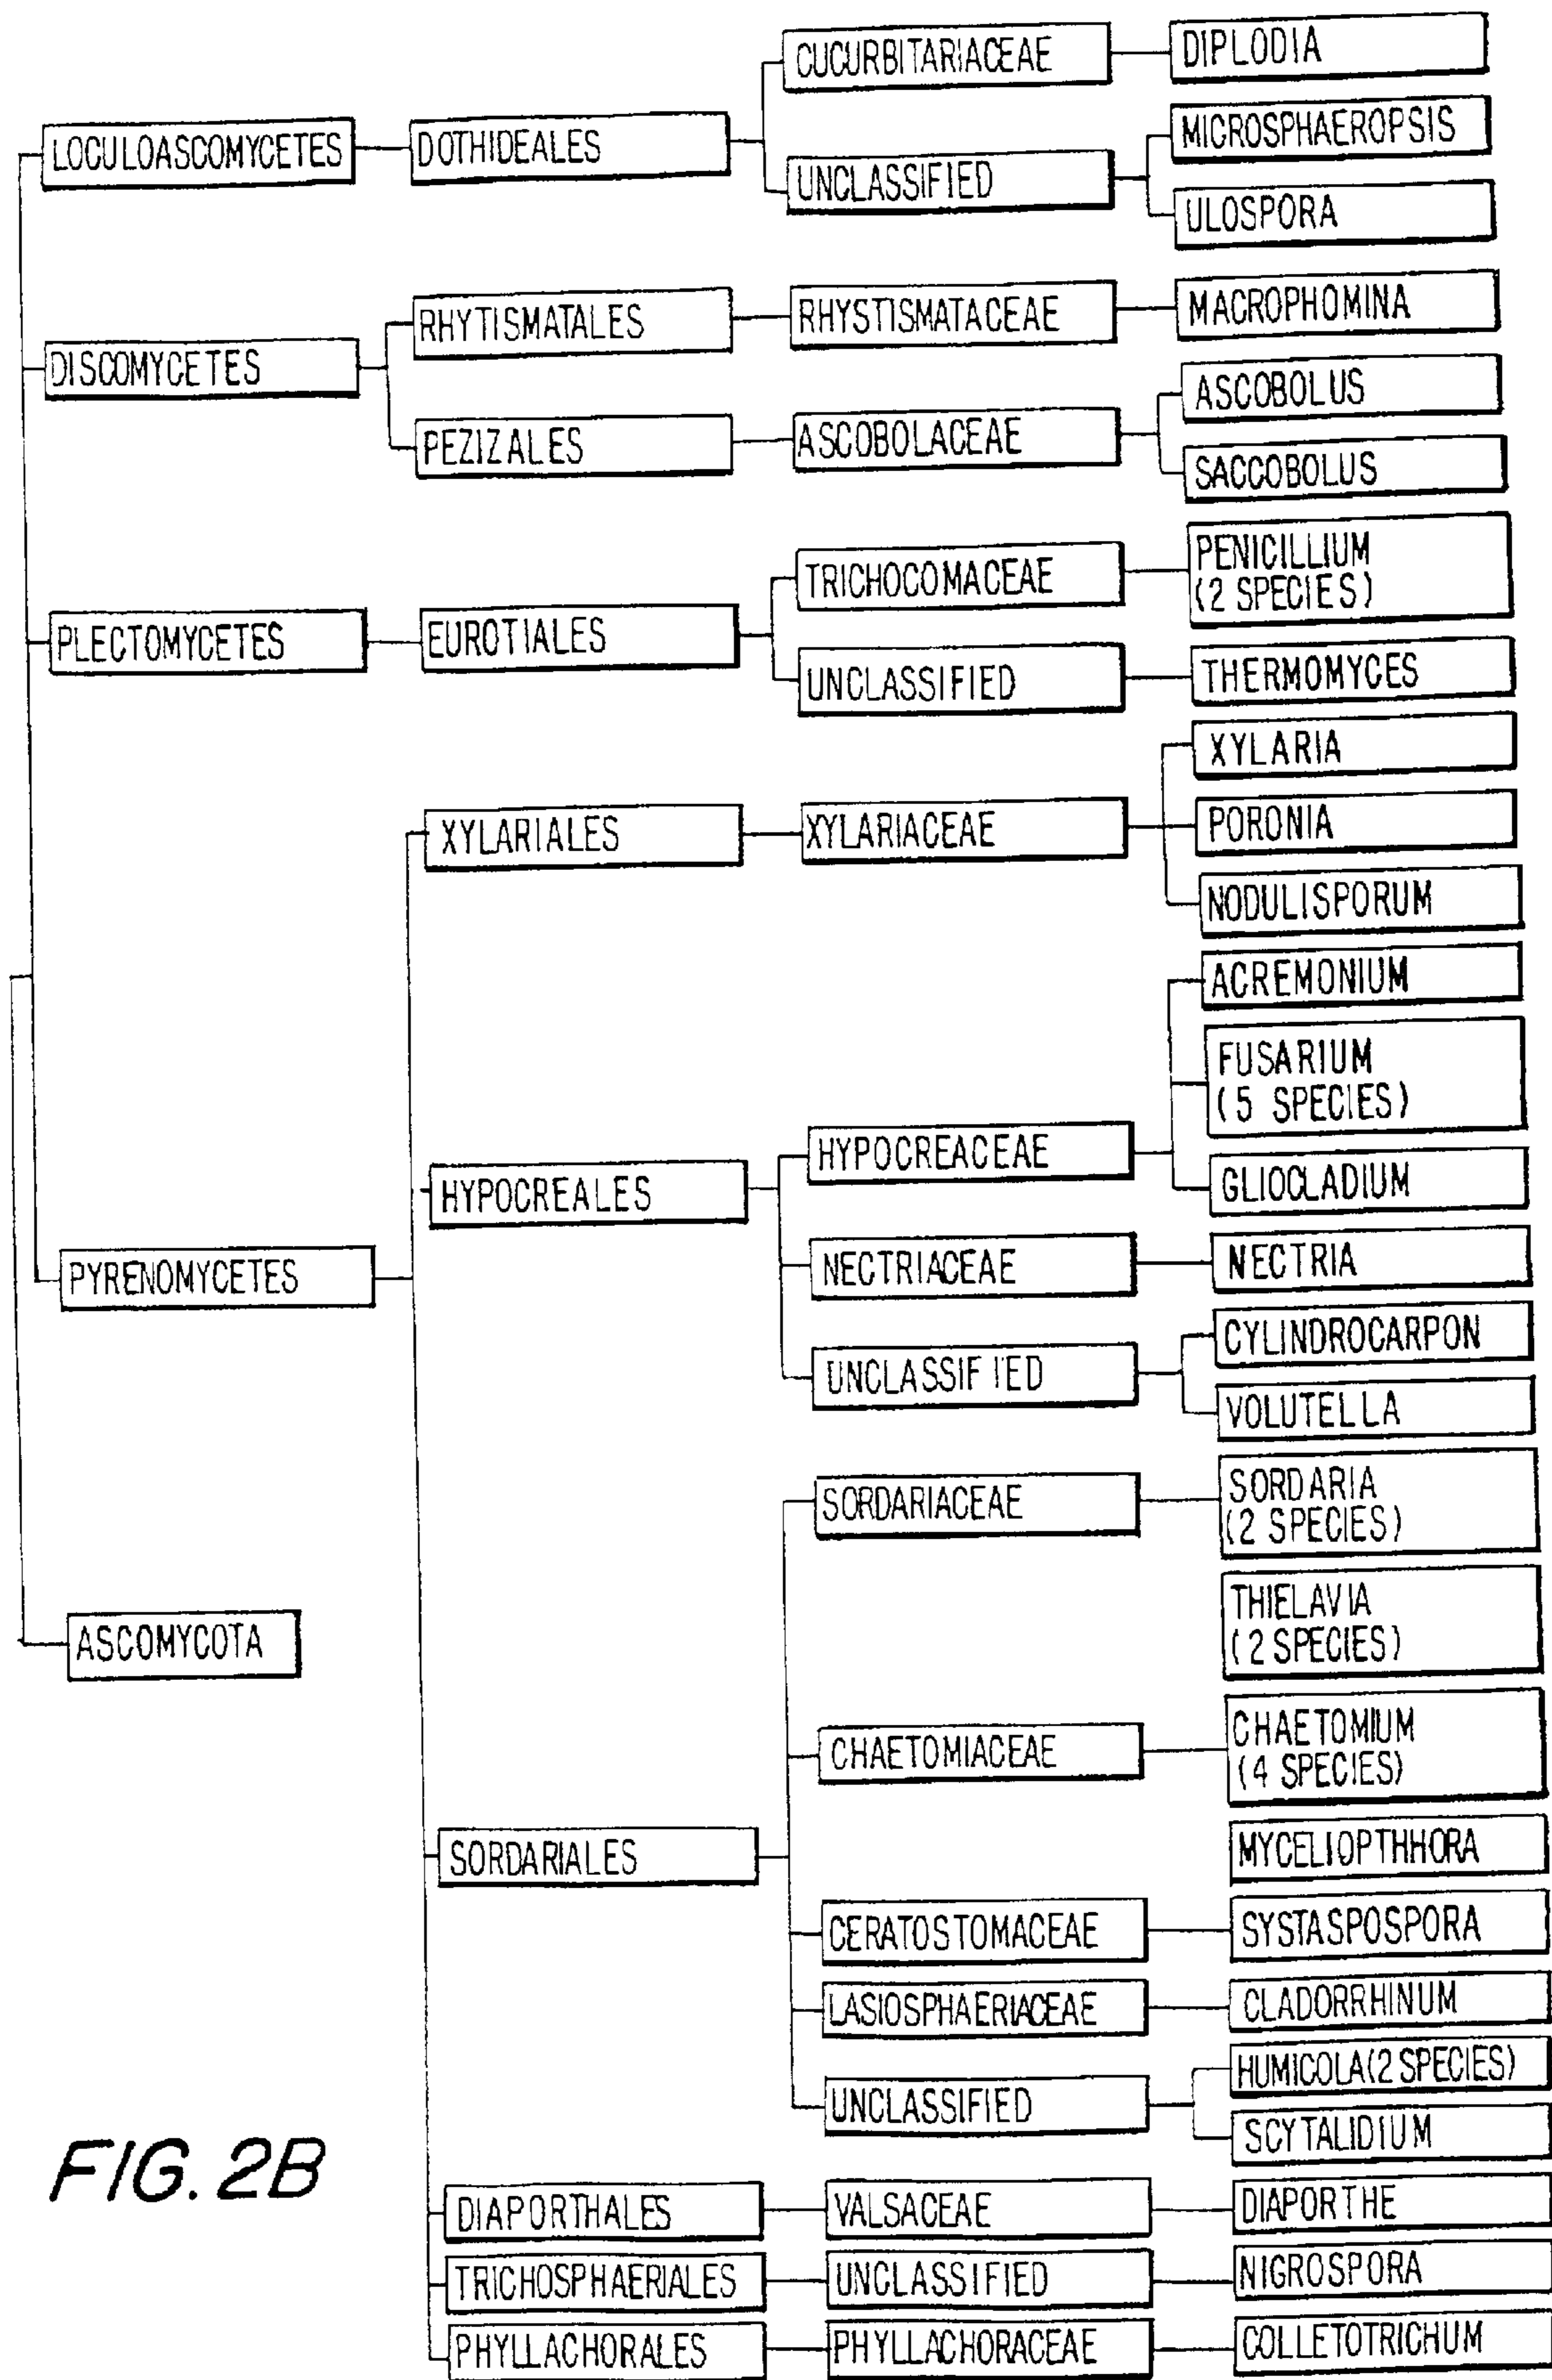 CUCURBITARIACEAE
DIPLODIA
LOCULOASCOMYCETES
DOTHIDEALES
UNCLASSIFIED
MICROSPHAEROPSIS
ULOSPORA
DISCOMYCETES
RHYTISMATALES
RHYSTISMATACEAE
MACROPHOMINA
PEZIZALES
ASCOBOLACEAE
ASCOBOLUS
SACCOBOLUS
PLECTOMYCETES
EUROTIALES
TRICHOCOMACEAE
PENICILLIUM
(2 SPECIES)
UNCLASSIFIED
THERMOMYCES
XYLARIALES
XYLARIACEAE
XYLARIA
PORONIA
NODULISPORUM
PYRENOMYCETES
HYPOCREALES
HYPOCREACEAE
ACREMONIUM
FUSARIUM
(5 SPECIES)
GLIOCLADIUM
NECTRIACEAE
NECTRIA
UNCLASSIFIED
CYLINDROCARPON
VOLUTELLA
ASCOMYCOTA
SORDARIALES
SORDARIACEAE
SORDARIA
(2 SPECIES)
THIELAVIA
(2 SPECIES)
CHAETOMIACEAE
CHAETOMIUM
(4 SPECIES)
MYCELIOPTHHORA
CERATOSTOMACEAE
SYSTASPOSPORA
LASIOSPHAERIACEAE
CLADORRHINUM
UNCLASSIFIED
HUMICOLA (2 SPECIES)
SCYTALIDIUM
DIAPORTHALES
VALSACEAE
DIAPORTHE
TRICHOSPHAERIALES
UNCLASSIFIED
NIGROSPORA
PHYLLACHORALES
PHYLLACHORACEAE
COLLETOTRICHUM
FIG. 2B